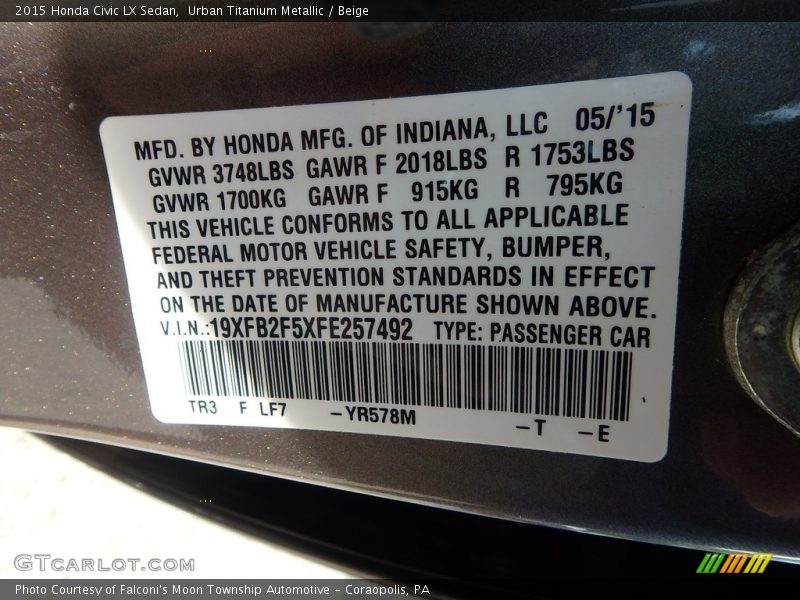 2015 Honda Civic LX Sedan,  Urban Titanium Metallic / Beige
MFD. BY HONDA MFG. OF INDIANA, LLC 05/'15
GVWR 3748LBS GAWR F 2018LBS R 1753LBS
GVWR 1700KG GAWR F 915KG R 795KG
THIS VEHICLE CONFORMS TO ALL APPLICABLE
FEDERAL MOTOR VEHICLE SAFETY, BUMPER,
AND THEFT PREVENTION STANDARDS IN EFFECT
ON THE DATE OF MANUFACTURE SHOWN ABOVE.
V.I.N.:19XFB2F5XFE257492 TYPE: PASSENGER CAR
TR3 F LF7 –YR578M –T –E
GTCARLOT.COM
Photo Courtesy of Falconi's Moon Township Automotive - Coraopolis, PA